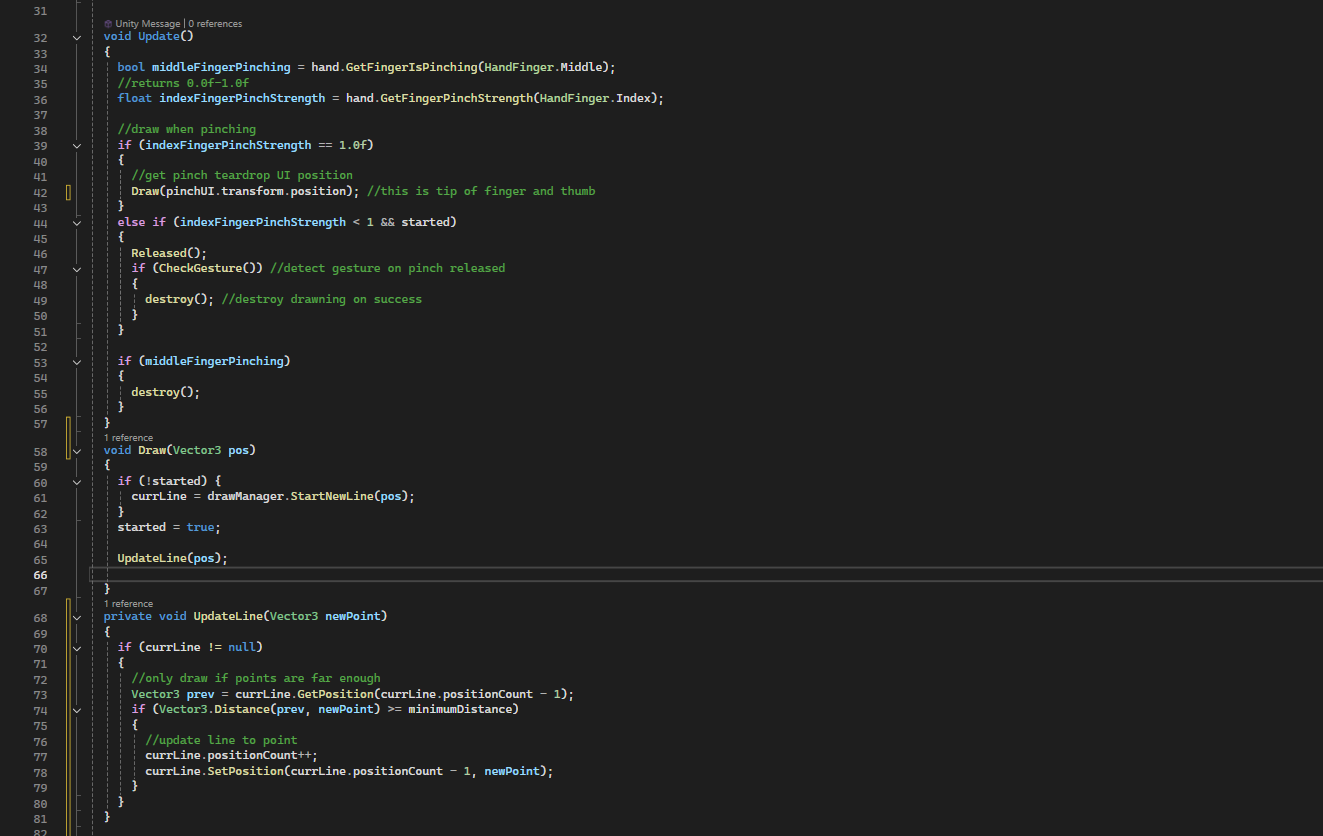 31
Unity Message | 0 references
32 void Update()
33 {
34 bool middleFingerPinching = hand.GetFingerIsPinching(HandFinger.Middle);
35 //returns 0.0f-1.0f
36 float indexFingerPinchStrength = hand.GetFingerPinchStrength(HandFinger.Index);
37
38 //draw when pinching
39 if (indexFingerPinchStrength == 1.0f)
40 {
41 //get pinch teardrop UI position
42 Draw(pinchUI.transform.position); //this is tip of finger and thumb
43 }
44 else if (indexFingerPinchStrength < 1 && started)
45 {
46 Released();
47 if (CheckGesture()) //detect gesture on pinch released
48 {
49 destroy(); //destroy drawning on success
50 }
51 }
52
53 if (middleFingerPinching)
54 {
55 destroy();
56 }
57 }
1 reference
58 void Draw(Vector3 pos)
59 {
60 if (!started) {
61 currLine = drawManager.StartNewLine(pos);
62 }
63 started = true;
64
65 UpdateLine(pos);
66
67 }
1 reference
68 private void UpdateLine(Vector3 newPoint)
69 {
70 if (currLine != null)
71 {
72 //only draw if points are far enough
73 Vector3 prev = currLine.GetPosition(currLine.positionCount - 1);
74 if (Vector3.Distance(prev, newPoint) >= minimumDistance)
75 {
76 //update line to point
77 currLine.positionCount++;
78 currLine.SetPosition(currLine.positionCount - 1, newPoint);
79 }
80 }
81 }
82